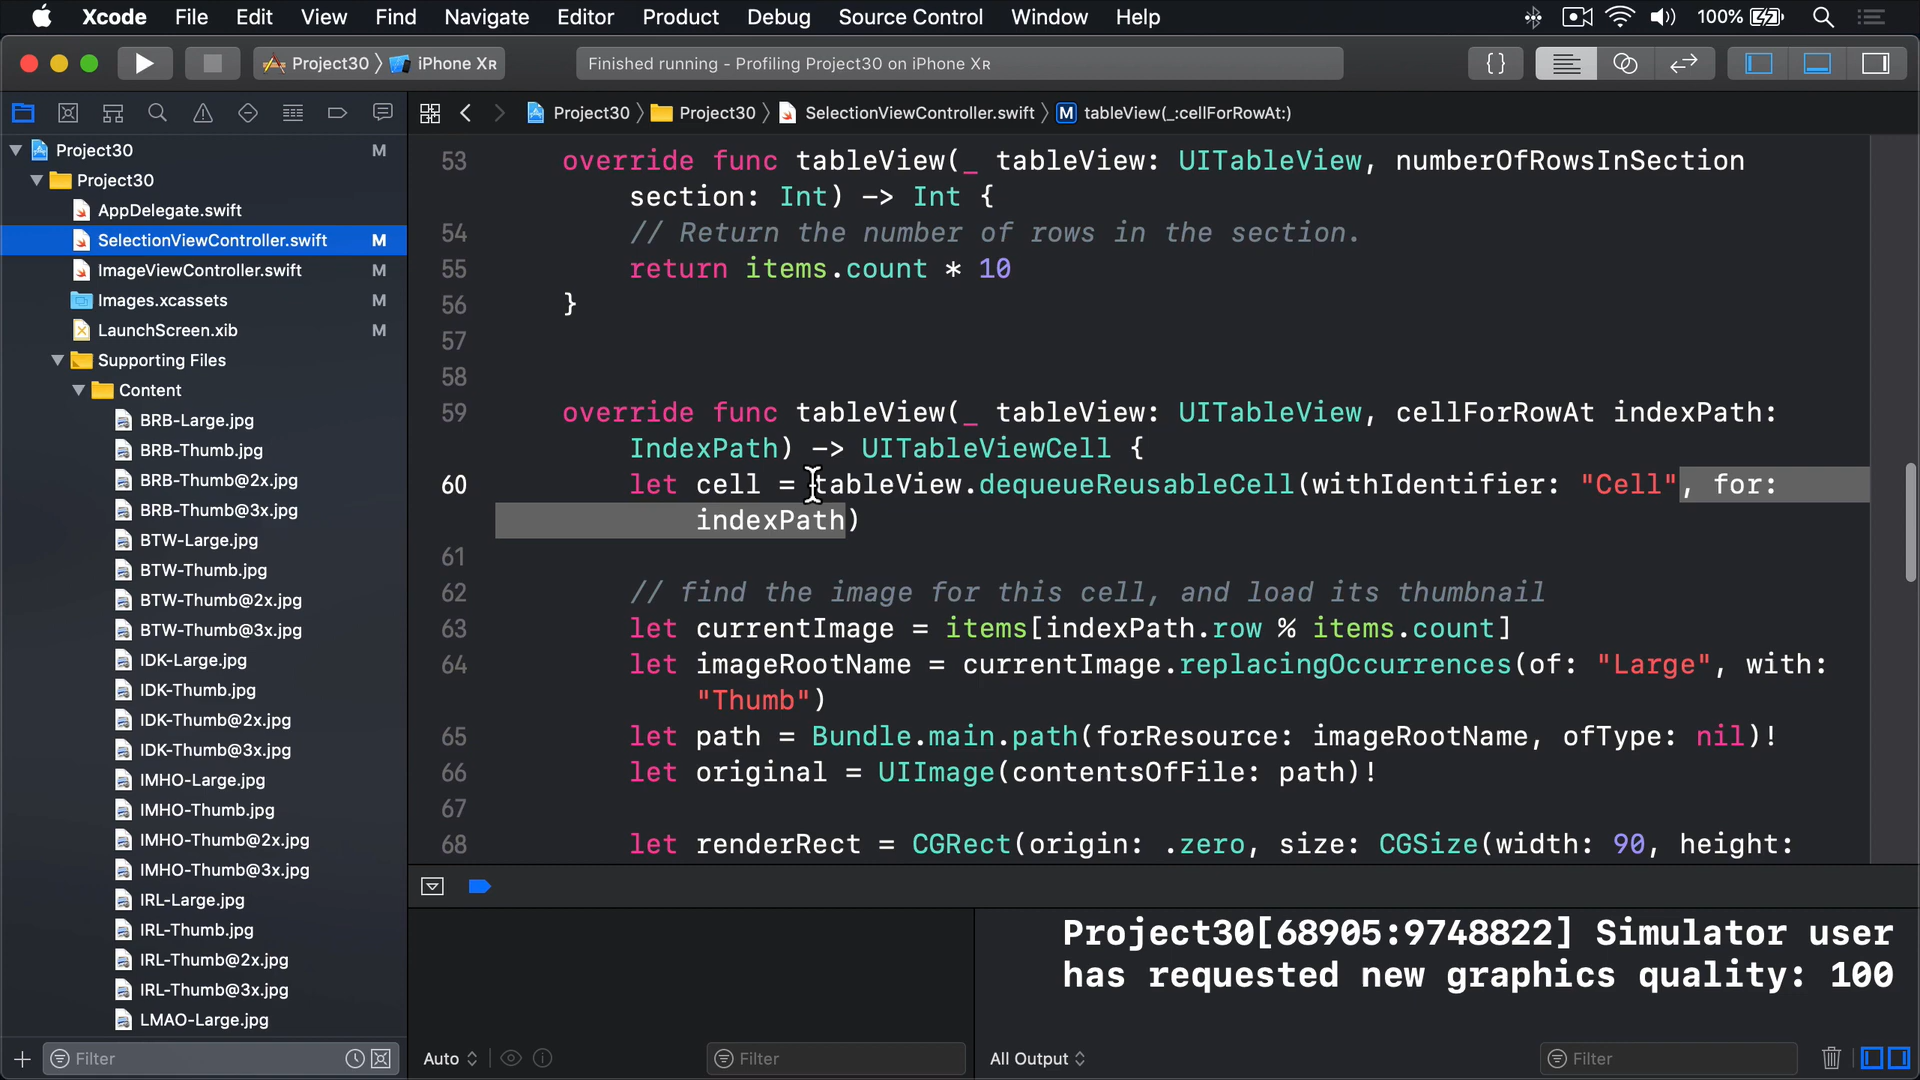 Xcode File Edit View Find Navigate Editor Product Debug Source Control Window Help 100%
Project30 iPhone XR Finished running - Profiling Project30 on iPhone XR
Project30 Project30 SelectionViewController.swift M tableView(_:cellForRowAt:)
Project30 M
Project30
AppDelegate.swift
SelectionViewController.swift M
ImageViewController.swift M
Images.xcassets M
LaunchScreen.xib M
Supporting Files
Content
BRB-Large.jpg
BRB-Thumb.jpg
BRB-Thumb@2x.jpg
BRB-Thumb@3x.jpg
BTW-Large.jpg
BTW-Thumb.jpg
BTW-Thumb@2x.jpg
BTW-Thumb@3x.jpg
IDK-Large.jpg
IDK-Thumb.jpg
IDK-Thumb@2x.jpg
IDK-Thumb@3x.jpg
IMHO-Large.jpg
IMHO-Thumb.jpg
IMHO-Thumb@2x.jpg
IMHO-Thumb@3x.jpg
IRL-Large.jpg
IRL-Thumb.jpg
IRL-Thumb@2x.jpg
IRL-Thumb@3x.jpg
LMAO-Large.jpg
Filter
53 override func tableView(_ tableView: UITableView, numberOfRowsInSection
section: Int) -> Int {
54 // Return the number of rows in the section.
55 return items.count * 10
56 }
57
58
59 override func tableView(_ tableView: UITableView, cellForRowAt indexPath:
IndexPath) -> UITableViewCell {
60 let cell = tableView.dequeueReusableCell(withIdentifier: "Cell", for:
indexPath)
61
62 // find the image for this cell, and load its thumbnail
63 let currentImage = items[indexPath.row % items.count]
64 let imageRootName = currentImage.replacingOccurrences(of: "Large", with:
"Thumb")
65 let path = Bundle.main.path(forResource: imageRootName, ofType: nil)!
66 let original = UIImage(contentsOfFile: path)!
67
68 let renderRect = CGRect(origin: .zero, size: CGSize(width: 90, height:
Project30[68905:9748822] Simulator user
has requested new graphics quality: 100
Auto Filter All Output Filter